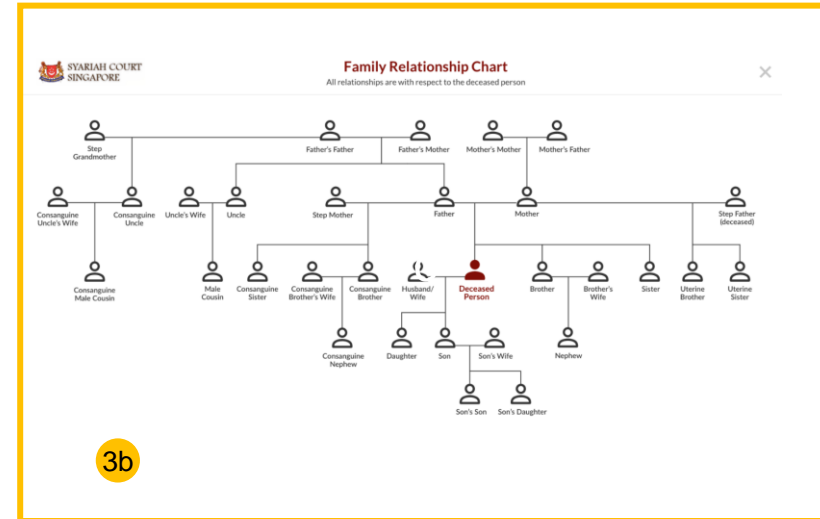 SYARIAH COURT
SINGAPORE
Family Relationship Chart
All relationships are with respect to the deceased person
Step
Grandmother
Father's Father
Father's Mother
Mother's Mother
Mother's Father
Consanguine
Uncle's Wife
Consanguine
Uncle
Uncle's Wife
Uncle
Step Mother
Father
Mother
Step Father
(deceased)
Consanguine
Male Cousin
Male
Cousin
Consanguine
Sister
Consanguine
Brother's Wife
Consanguine
Brother
Husband/
Wife
Deceased
Person
Brother
Brother's
Wife
Sister
Uterine
Brother
Uterine
Sister
Consanguine
Nephew
Daughter
Son
Son's Wife
Nephew
Son's Son
Son's Daughter
3b